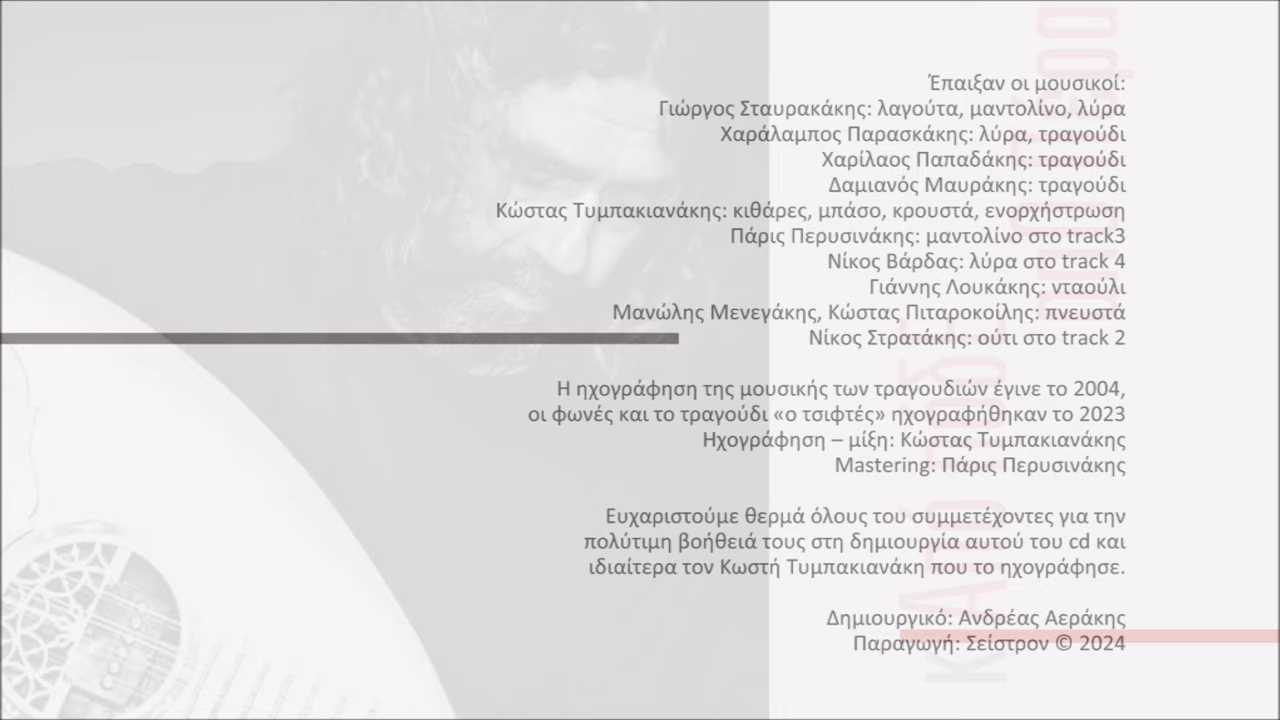 Έπαιξαν οι μουσικοί:
Γιώργος Σταυρακάκης: λαγούτα, μαντολίνο, λύρα
Χαράλαμπος Παρασκάκης: λύρα, τραγούδι
Χαρίλαος Παπαδάκης: τραγούδι
Δαμιανός Μαυράκης: τραγούδι
Κώστας Τυμπακιανάκης: κιθάρες, μπάσο, κρουστά, ενορχήστρωση
Πάρις Περυσινάκης: μαντολίνο στο track3
Νίκος Βάρδας: λύρα στο track 4
Γιάννης Λουκάκης: νταούλι
Μανώλης Μενεγάκης, Κώστας Πιταροκοίλης: πνευστά
Νίκος Στρατάκης: ούτι στο track 2
Η ηχογράφηση της μουσικής των τραγουδιών έγινε το 2004,
οι φωνές και το τραγούδι «ο τσιφτές» ηχογραφήθηκαν το 2023
Ηχογράφηση – μίξη: Κώστας Τυμπακιανάκης
Mastering: Πάρις Περυσινάκης
Ευχαριστούμε θερμά όλους του συμμετέχοντες για την
πολύτιμη βοήθειά τους στη δημιουργία αυτού του cd και
ιδιαίτερα τον Κωστή Τυμπακιανάκη που το ηχογράφησε.
Δημιουργικό: Ανδρέας Αεράκης
Παραγωγή: Σείστρον © 2024